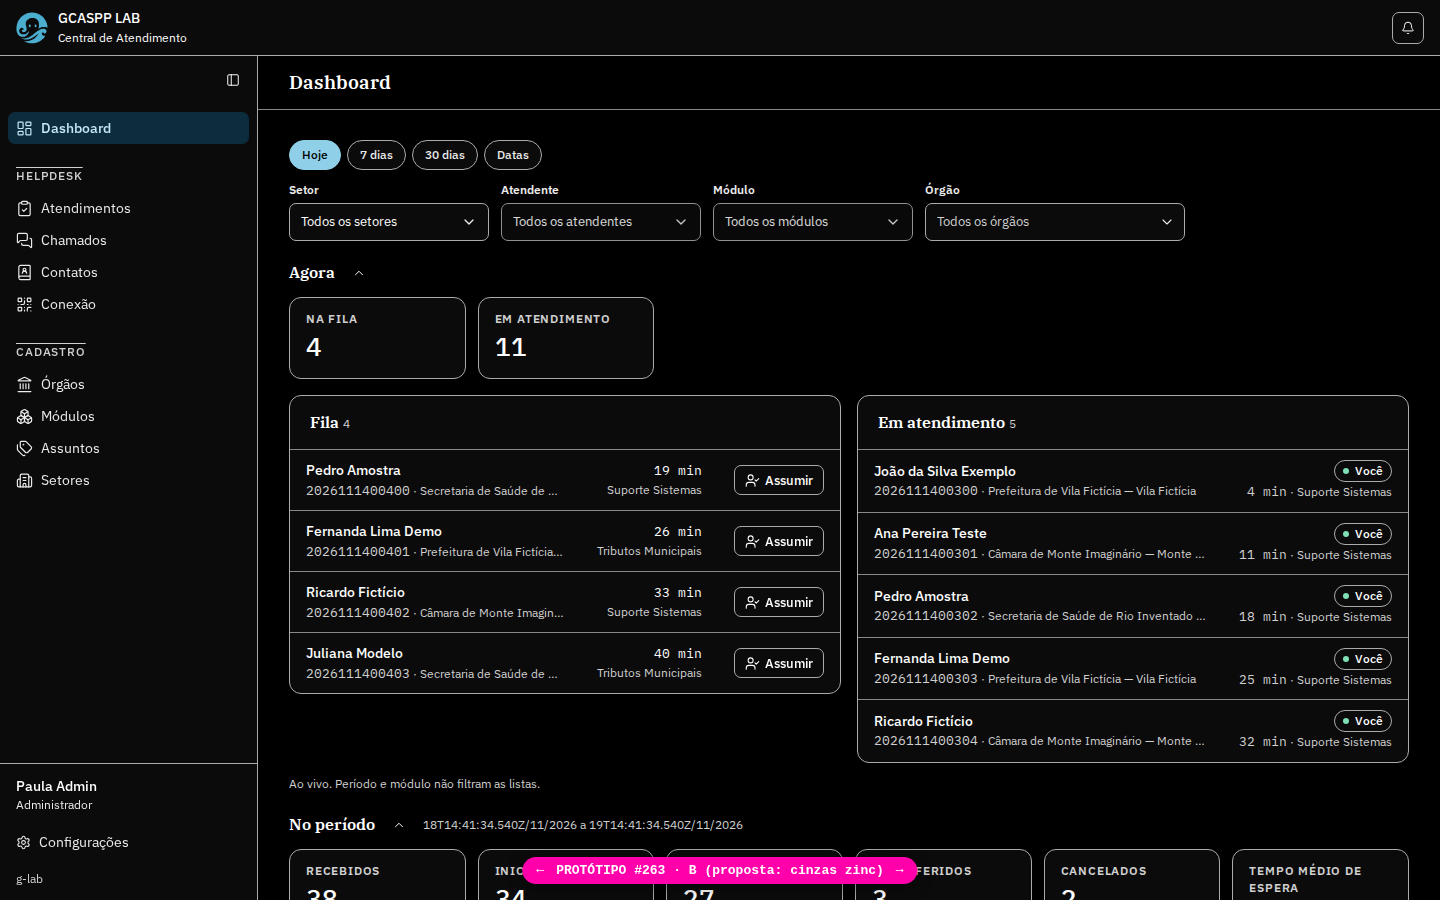 GCASPP LAB
Central de Atendimento
Dashboard
Dashboard
HELPDESK
Atendimentos
Chamados
Contatos
Conexão
CADASTRO
Órgãos
Módulos
Assuntos
Setores
Paula Admin
Administrador
Configurações
g-lab
Hoje 7 dias 30 dias Datas
Setor Atendente Módulo Órgão
Todos os setores Todos os atendentes Todos os módulos Todos os órgãos
Agora
NA FILA EM ATENDIMENTO
4 11
Fila 4
Pedro Amostra 19 min
2026111400400 · Secretaria de Saúde de ... Suporte Sistemas
Assumir
Fernanda Lima Demo 26 min
2026111400401 · Prefeitura de Vila Fictícia... Tributos Municipais
Assumir
Ricardo Fictício 33 min
2026111400402 · Câmara de Monte Imagin... Suporte Sistemas
Assumir
Juliana Modelo 40 min
2026111400403 · Secretaria de Saúde de ... Tributos Municipais
Assumir
Em atendimento 5
João da Silva Exemplo Você
2026111400300 · Prefeitura de Vila Fictícia — Vila Fictícia 4 min · Suporte Sistemas
Ana Pereira Teste Você
2026111400301 · Câmara de Monte Imaginário — Monte ... 11 min · Suporte Sistemas
Pedro Amostra Você
2026111400302 · Secretaria de Saúde de Rio Inventado ... 18 min · Suporte Sistemas
Fernanda Lima Demo Você
2026111400303 · Prefeitura de Vila Fictícia — Vila Fictícia 25 min · Suporte Sistemas
Ricardo Fictício Você
2026111400304 · Câmara de Monte Imaginário — Monte ... 32 min · Suporte Sistemas
Ao vivo. Período e módulo não filtram as listas.
No período 18T14:41:34.540Z/11/2026 a 19T14:41:34.540Z/11/2026
RECEBIDOS INIC FERIDOS CANCELADOS TEMPO MÉDIO DE
ESPERA
38 34 27 3 2
← PROTÓTIPO #263 · B (proposta: cinzas zinc) →